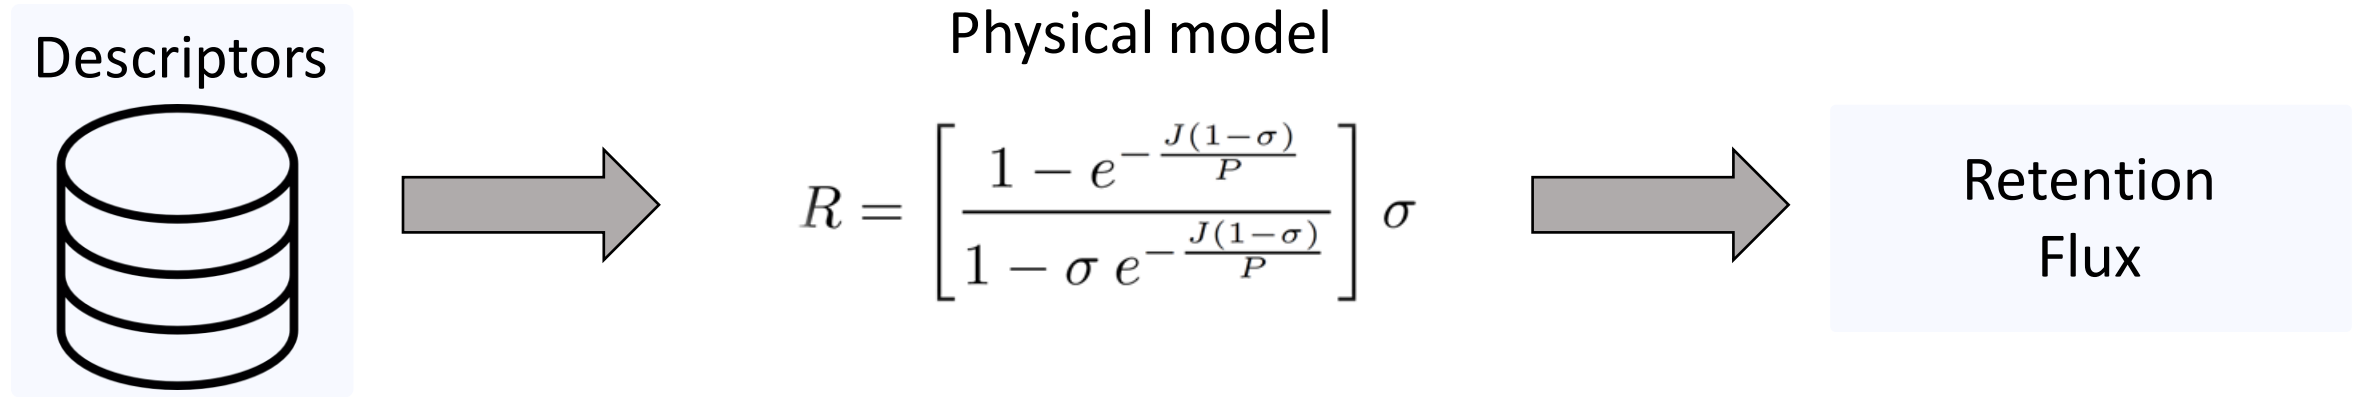 Descriptors
Physical model
R = [ (1 − e^{−J(1−σ)/P}) / (1 − σ e^{−J(1−σ)/P}) ] σ
Retention
Flux